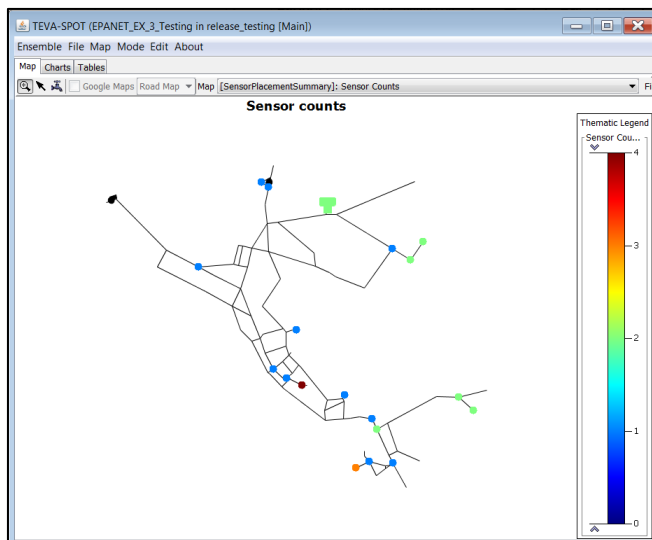 TEVA-SPOT (EPANET_EX_3_Testing in release_testing [Main])
Ensemble File Map Mode Edit About
Map Charts Tables
Google Maps Road Map Map [SensorPlacementSummary]: Sensor Counts Fi
Sensor counts
Thematic Legend
Sensor Cou...
4
3
2
1
0